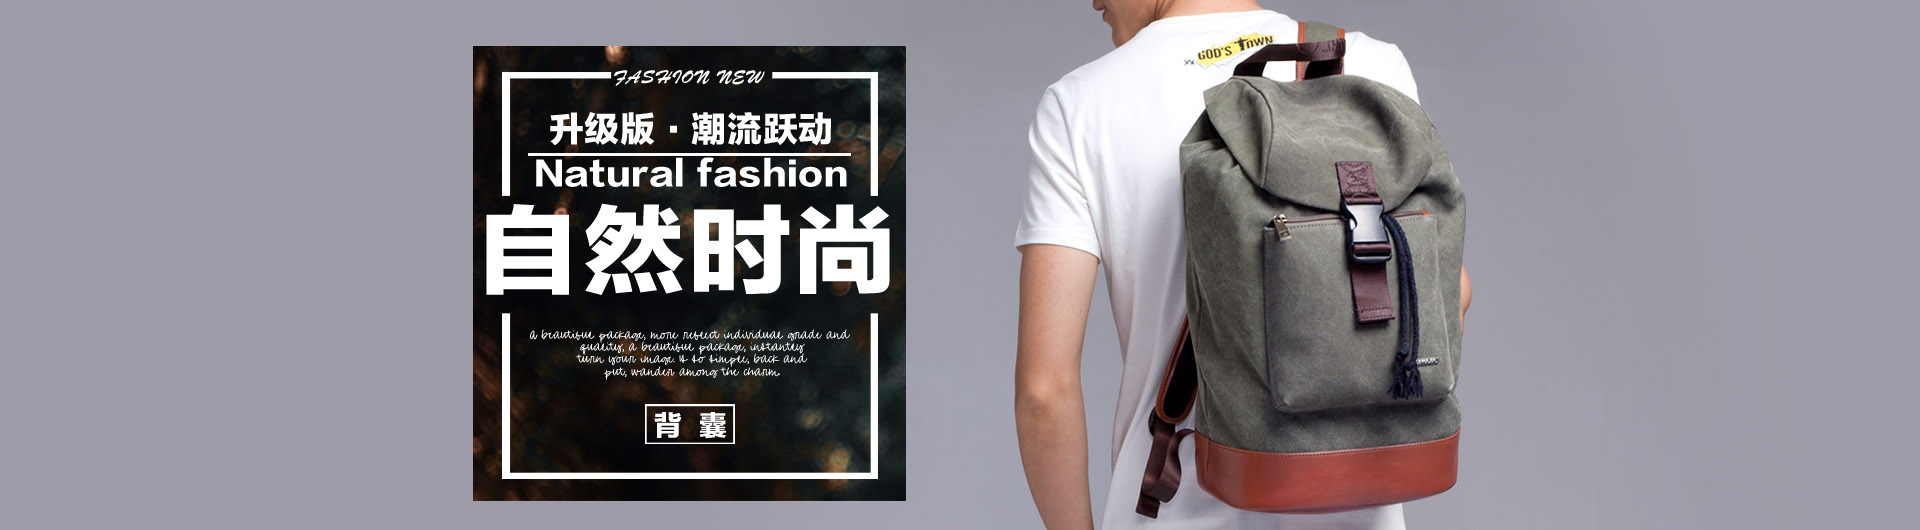 FASHION NEW
升级版·潮流跃动
Natural fashion
自然时尚
a beautiful package, more reflect individual grade and
quality, a beautiful package, instantly
turn your image. It so simple, back and
put, wander among the charm.
背囊
GOD'S TOWN